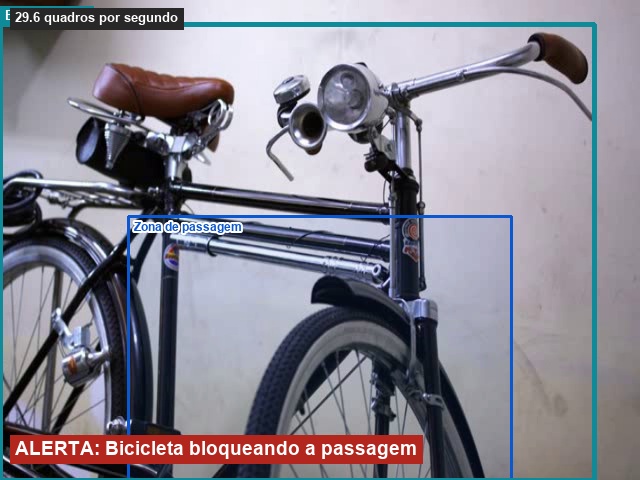 29.6 quadros por segundo
Zona de passagem
ALERTA: Bicicleta bloqueando a passagem